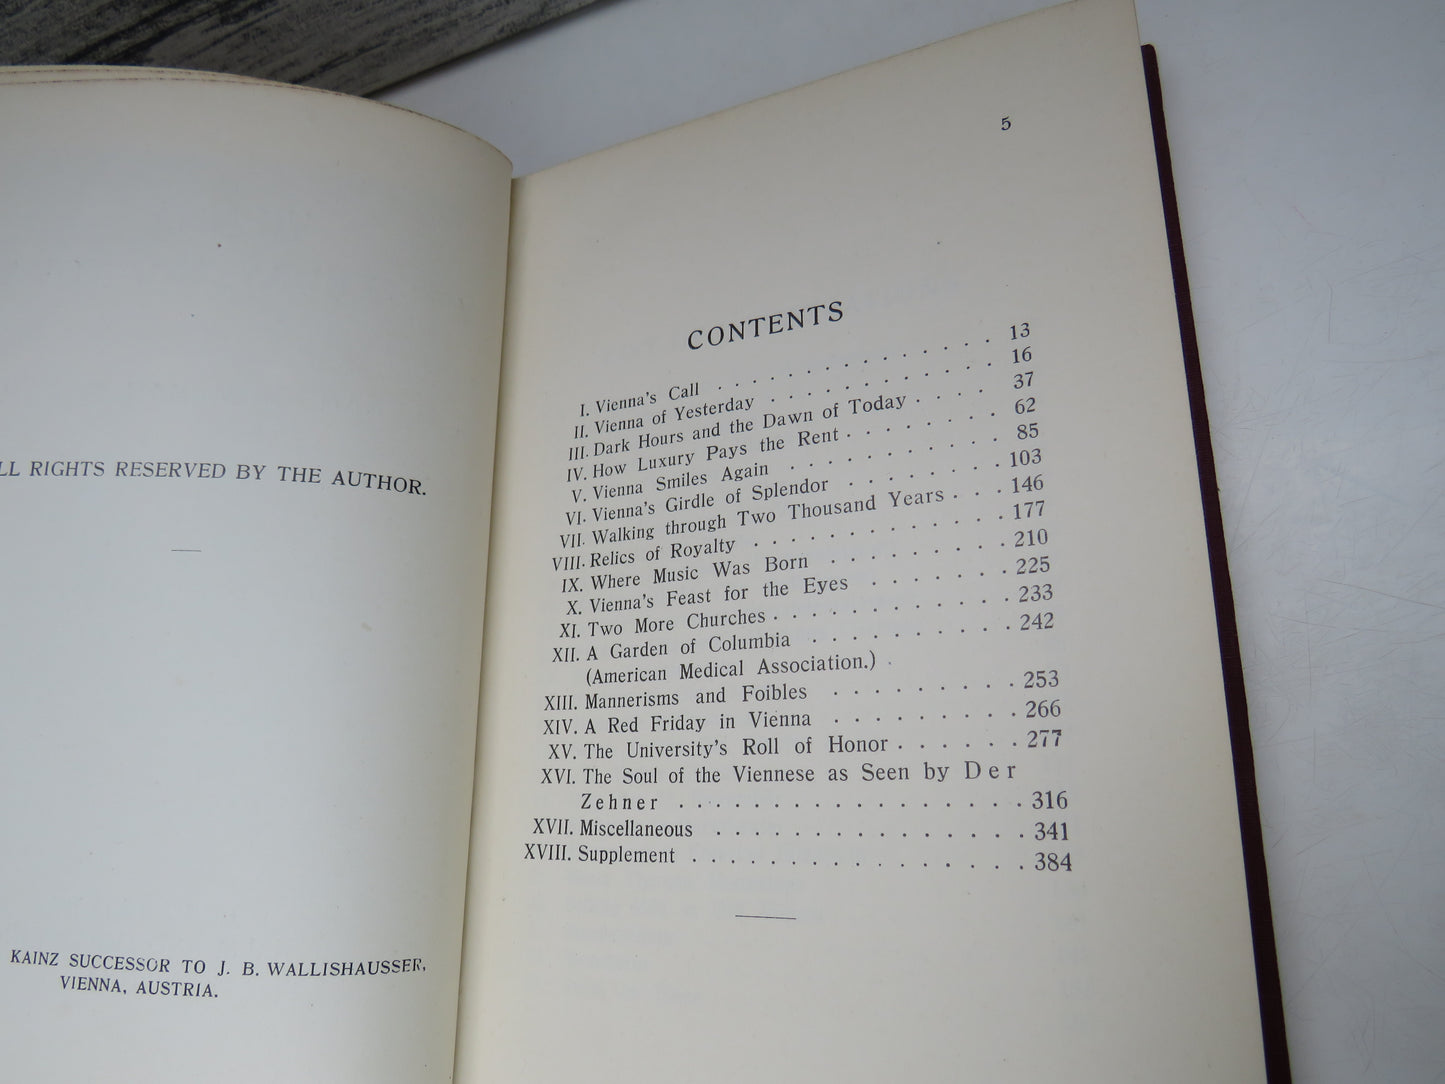 LL RIGHTS RESERVED BY THE AUTHOR.
KAINZ SUCCESSOR TO J. B. WALLISHAUSSER,
VIENNA, AUSTRIA.
5
CONTENTS
I. Vienna's Call . . . . . . . . . . . . . . 13
II. Vienna of Yesterday . . . . . . . . . . . . 16
III. Dark Hours and the Dawn of Today . . . . . 37
IV. How Luxury Pays the Rent . . . . . . . . 62
V. Vienna Smiles Again . . . . . . . . . . . 85
VI. Vienna's Girdle of Splendor . . . . . . . . 103
VII. Walking through Two Thousand Years . . . 146
VIII. Relics of Royalty . . . . . . . . . . . . . 177
IX. Where Music Was Born . . . . . . . . . 210
X. Vienna's Feast for the Eyes . . . . . . . 225
XI. Two More Churches . . . . . . . . . . . . 233
XII. A Garden of Columbia . . . . . . . . . . 242
(American Medical Association.)
XIII. Mannerisms and Foibles . . . . . . . . . 253
XIV. A Red Friday in Vienna . . . . . . . . . 266
XV. The University's Roll of Honor . . . . . . 277
XVI. The Soul of the Viennese as Seen by Der
Zehner . . . . . . . . . . . . . . . . . . 316
XVII. Miscellaneous . . . . . . . . . . . . . . . 341
XVIII. Supplement . . . . . . . . . . . . . . . . 384